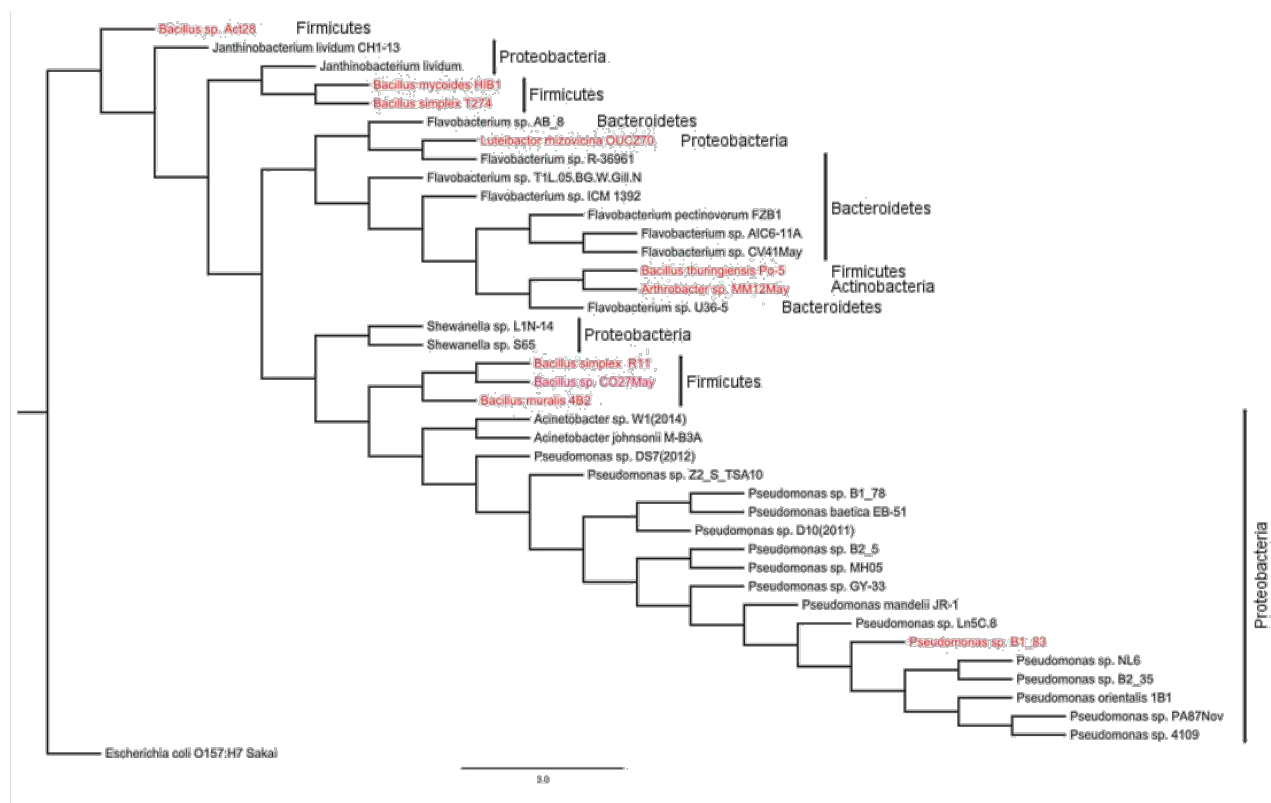 Bacillus sp. Act28 Firmicutes
Janthinobacterium lividum CH1-13
Proteobacteria
Janthinobacterium lividum
Bacillus mycoides HIB1
Firmicutes
Bacillus simplex T274
Flavobacterium sp. AB_8 Bacteroidetes
Luteibactor rhizovicina OUCZ70 Proteobacteria
Flavobacterium sp. R-36961
Flavobacterium sp. T1L.05.BG.W.Gill.N
Flavobacterium sp. ICM 1392
Bacteroidetes
Flavobacterium pectinovorum FZB1
Flavobacterium sp. AIC6-11A
Flavobacterium sp. CV41May
Bacillus thuringiensis Po-5 Firmicutes
Arthrobacter sp. MM12May Actinobacteria
Flavobacterium sp. U36-5 Bacteroidetes
Shewanella sp. L1N-14
Proteobacteria
Shewanella sp. S65
Bacillus simplex R11
Bacillus sp. CO27May Firmicutes
Bacillus muralis 4B2
Acinetobacter sp. W1(2014)
Acinetobacter johnsonii M-B3A
Pseudomonas sp. DS7(2012)
Pseudomonas sp. Z2_S_TSA10
Pseudomonas sp. B1_78
Pseudomonas baetica EB-51
Pseudomonas sp. D10(2011)
Pseudomonas sp. B2_5
Pseudomonas sp. MH05
Proteobacteria
Pseudomonas sp. GY-33
Pseudomonas mandelii JR-1
Pseudomonas sp. Ln5C.8
Pseudomonas sp. B1_83
Pseudomonas sp. NL6
Pseudomonas sp. B2_35
Pseudomonas orientalis 1B1
Pseudomonas sp. PA87Nov
Pseudomonas sp. 4109
Escherichia coli O157:H7 Sakai
3.0